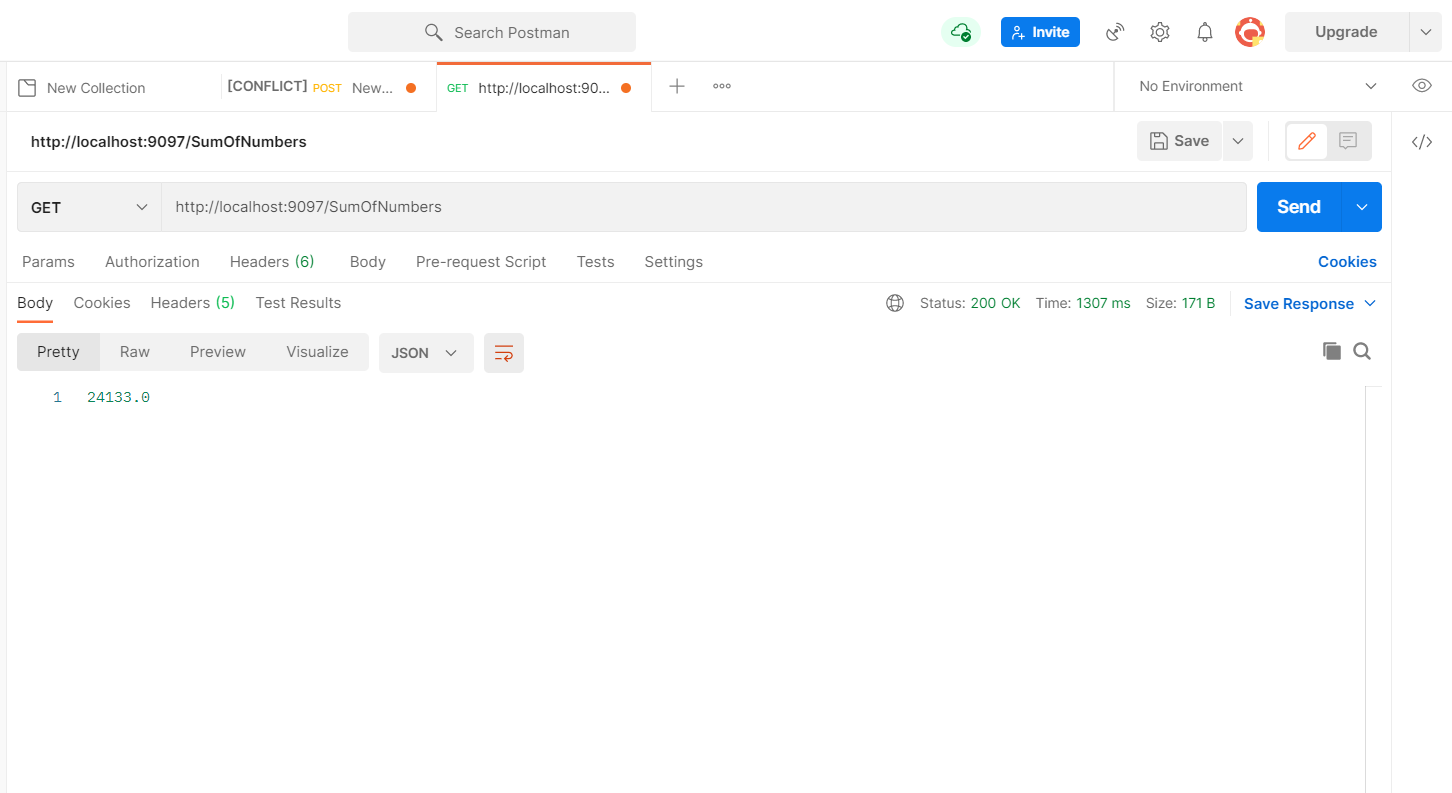 Search Postman
Invite
Upgrade
New Collection
[CONFLICT] POST New...
GET http://localhost:90...
No Environment
http://localhost:9097/SumOfNumbers
Save
</>
GET http://localhost:9097/SumOfNumbers
Send
Params Authorization Headers (6) Body Pre-request Script Tests Settings
Cookies
Body Cookies Headers (5) Test Results
Status: 200 OK Time: 1307 ms Size: 171 B
Save Response
Pretty Raw Preview Visualize JSON
1 24133.0